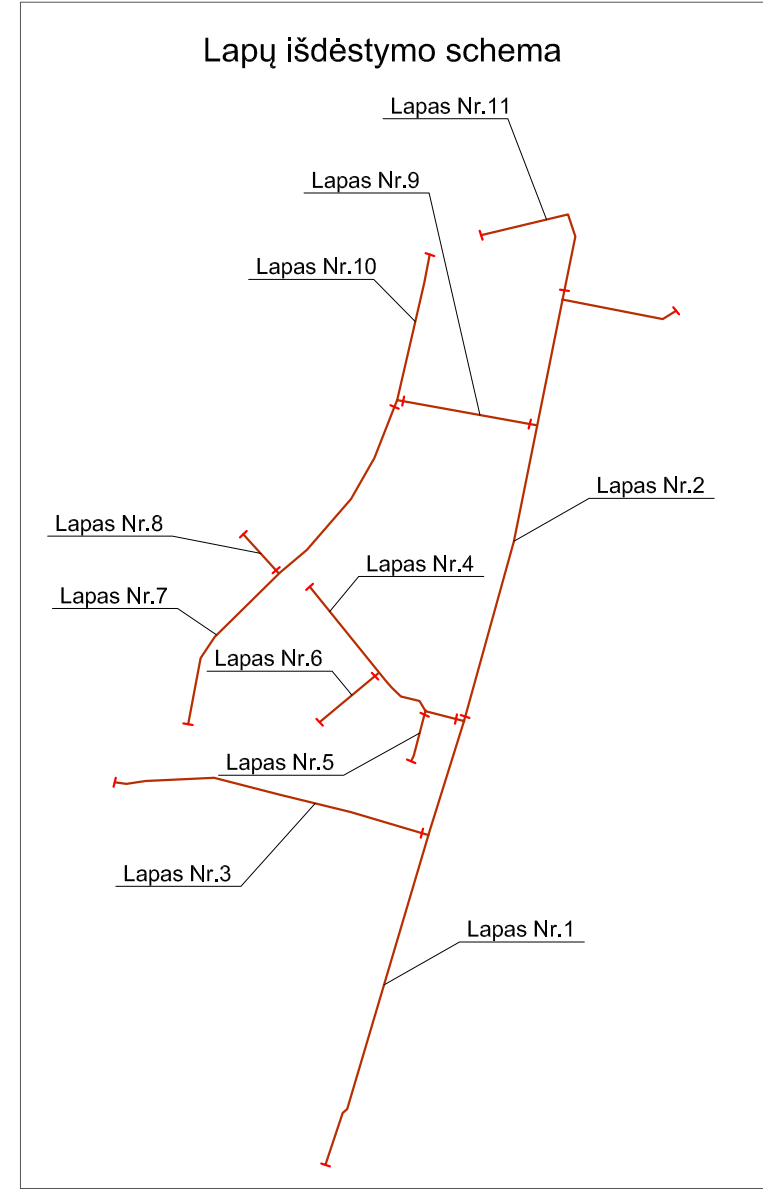 Lapų išdėstymo schema
Lapas Nr.11
Lapas Nr.9
Lapas Nr.10
Lapas Nr.2
Lapas Nr.8
Lapas Nr.4
Lapas Nr.7
Lapas Nr.6
Lapas Nr.5
Lapas Nr.3
Lapas Nr.1